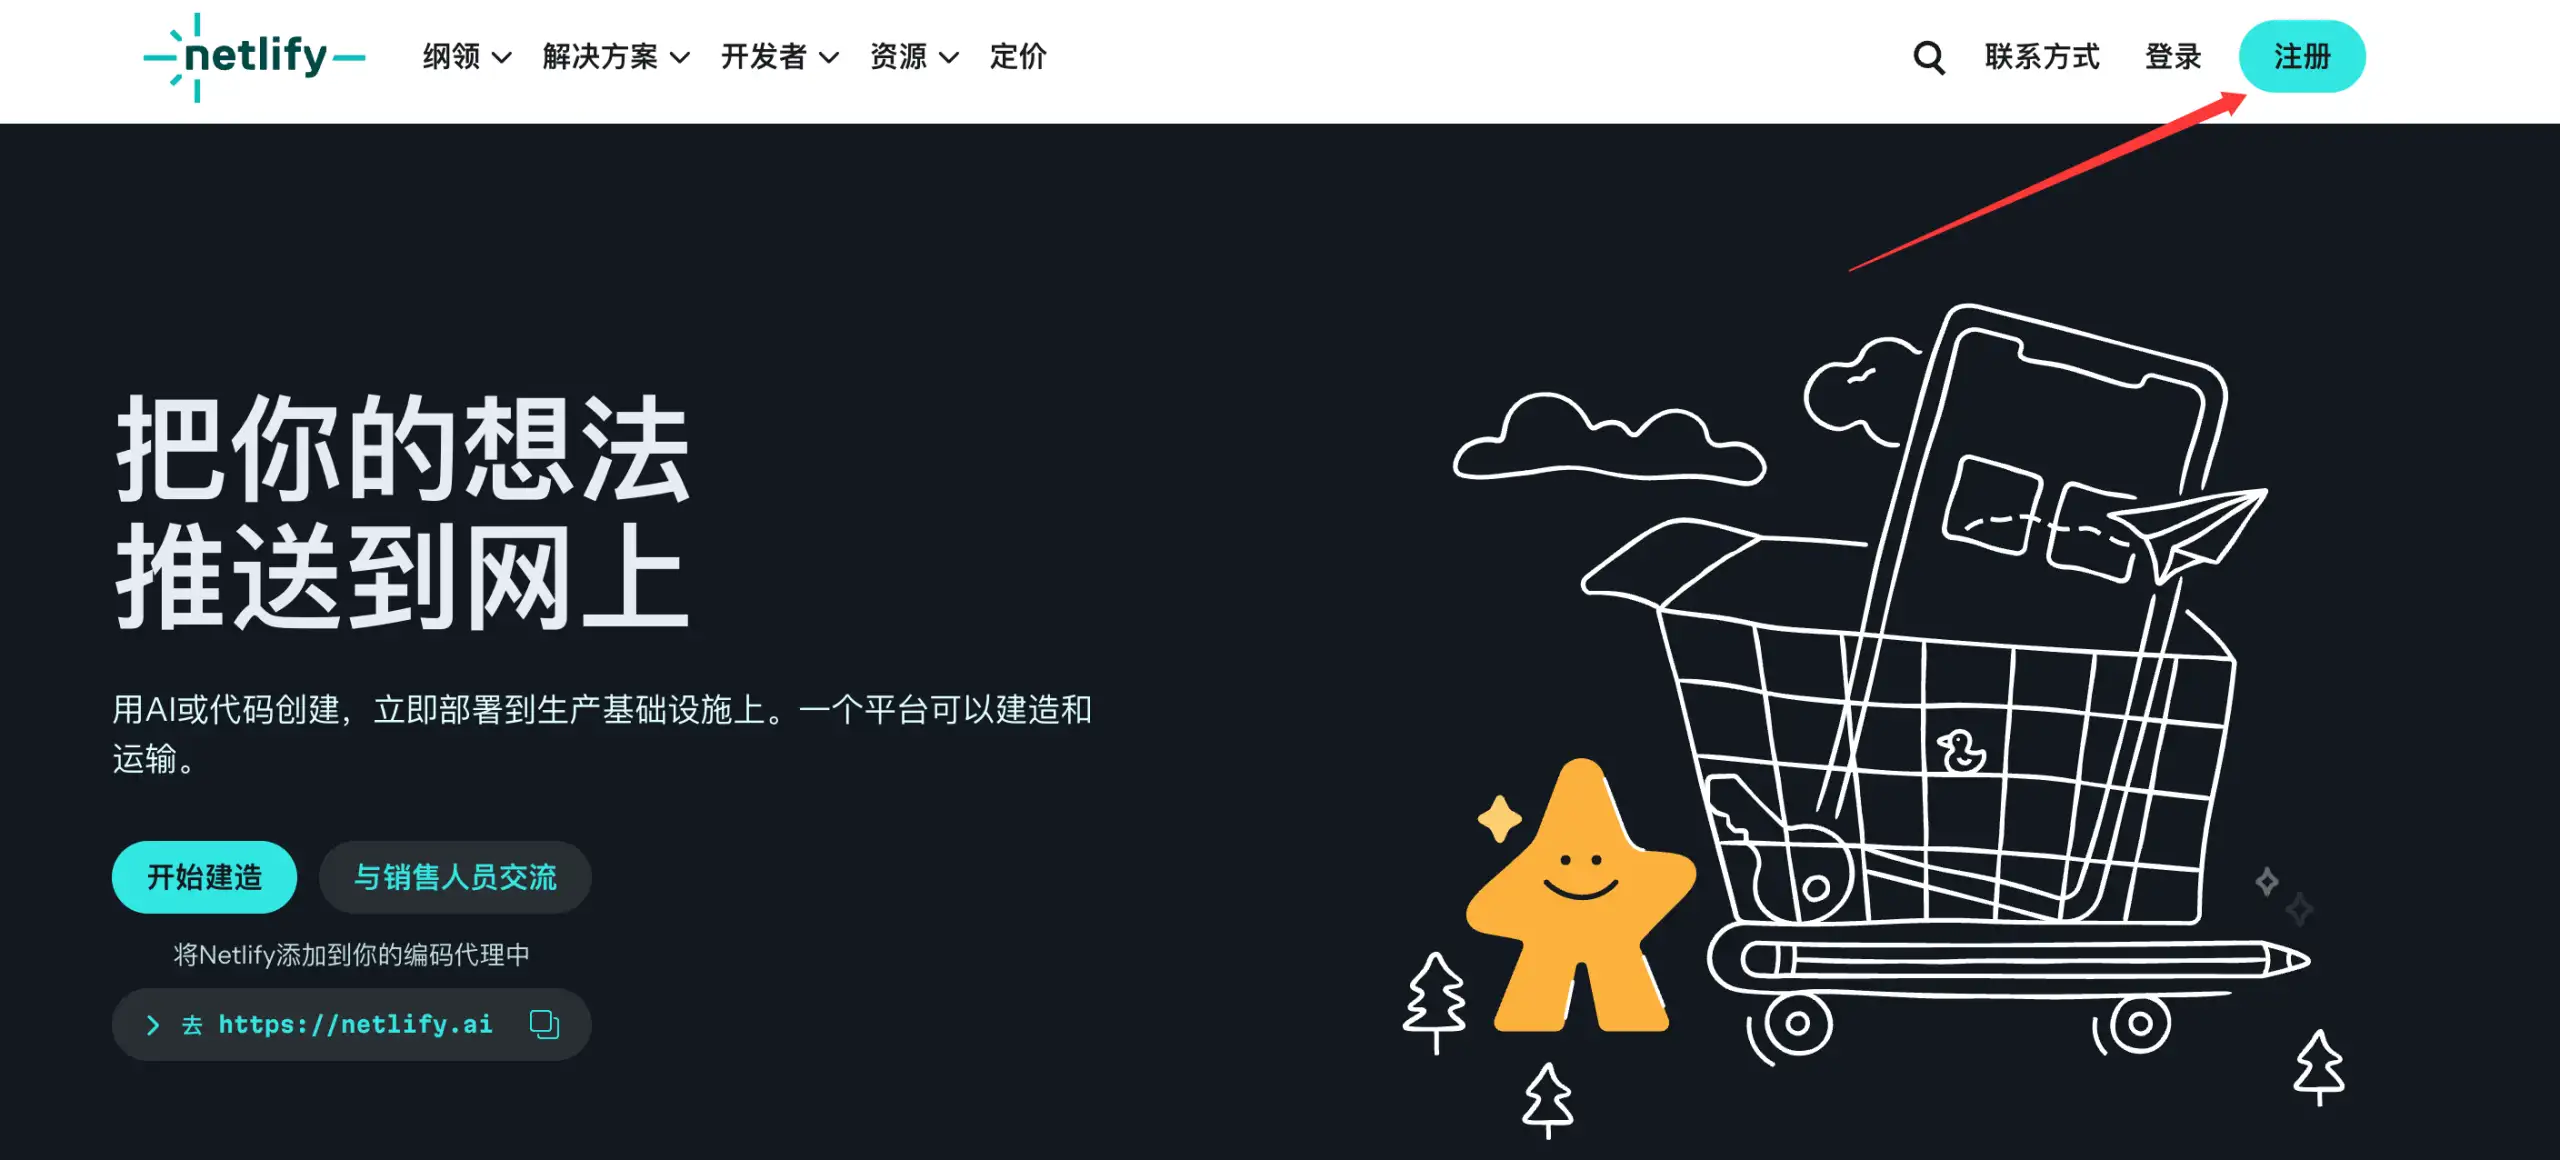 netlify
纲领
解决方案
开发者
资源
定价
联系方式
登录
注册
把你的想法
推送到网上
用AI或代码创建，立即部署到生产基础设施上。一个平台可以建造和
运输。
开始建造
与销售人员交流
将Netlify添加到你的编码代理中
去 https://netlify.ai